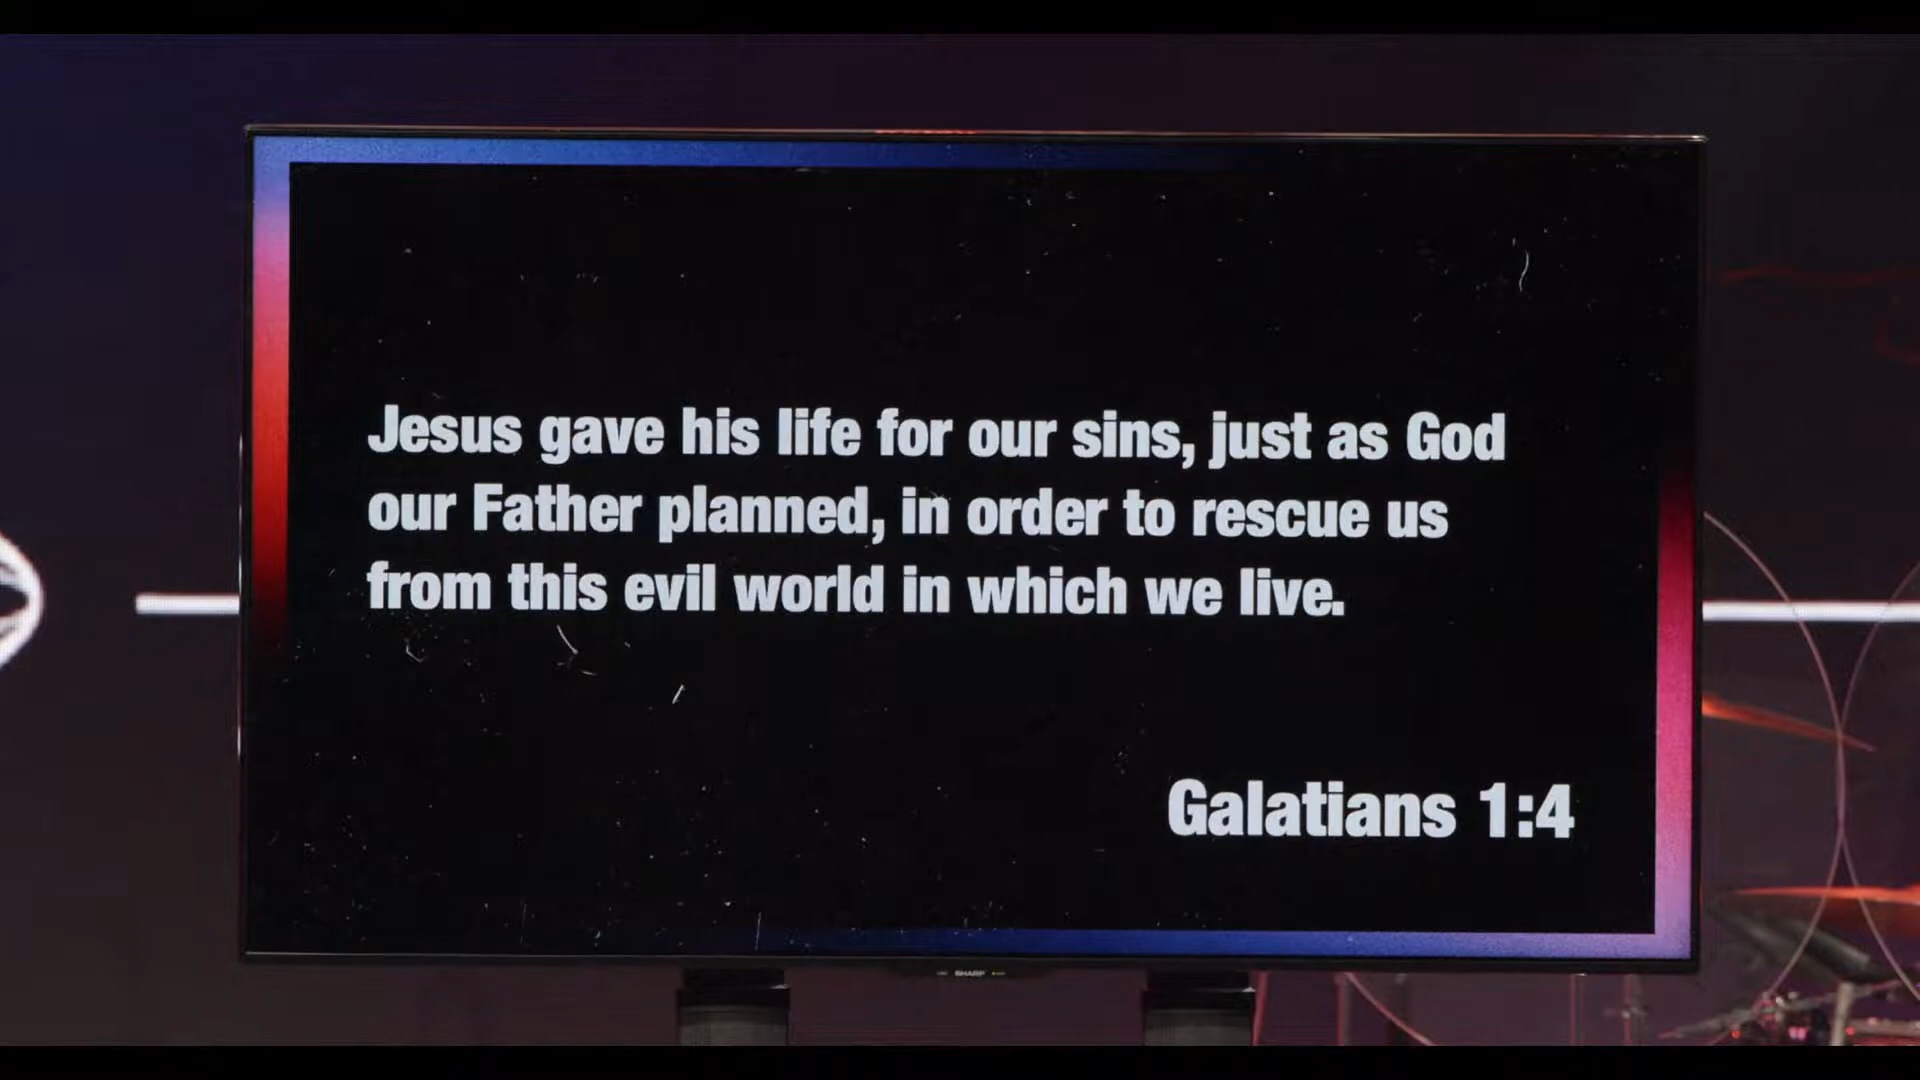 Jesus gave his life for our sins, just as God
our Father planned, in order to rescue us
from this evil world in which we live.
Galatians 1:4
SHARP